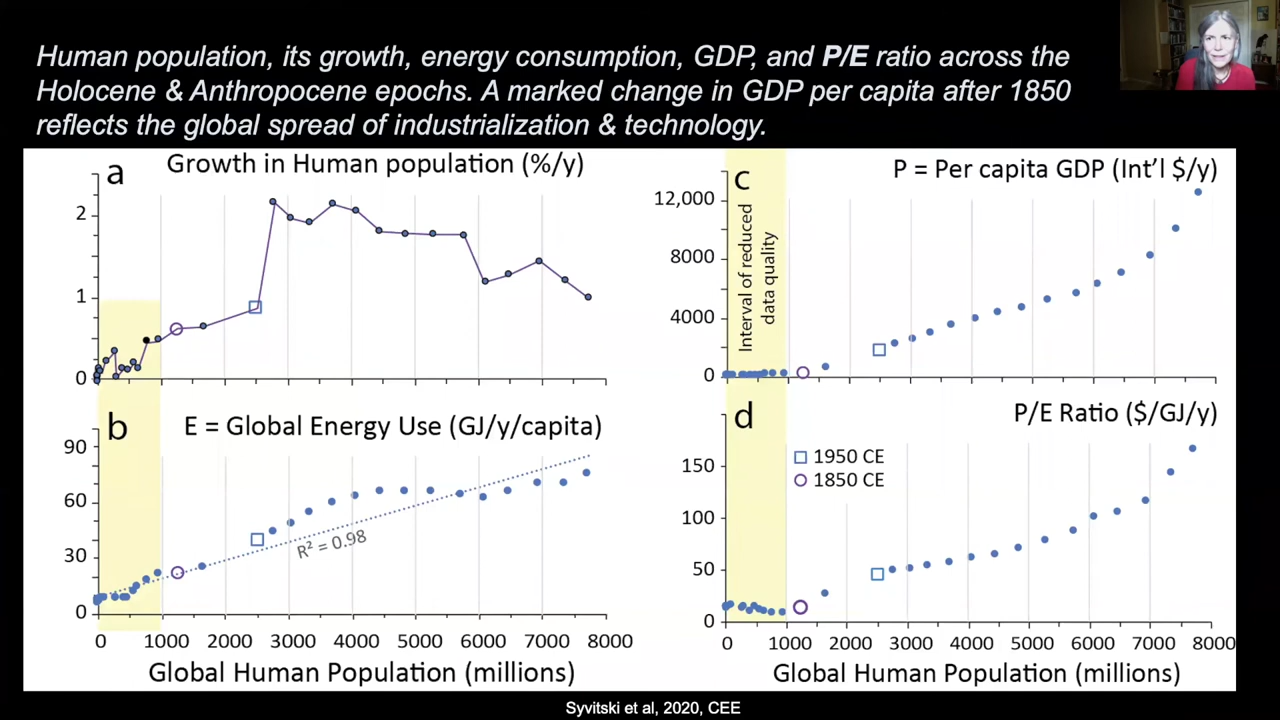 Human population, its growth, energy consumption, GDP, and P/E ratio across the
Holocene & Anthropocene epochs. A marked change in GDP per capita after 1850
reflects the global spread of industrialization & technology.
a
Growth in Human population (%/y)
2
1
0
b
E = Global Energy Use (GJ/y/capita)
90
60
30
0
R² = 0.98
0 1000 2000 3000 4000 5000 6000 7000 8000
Global Human Population (millions)
c
P = Per capita GDP (Int'l $/y)
12,000
8000
4000
0
Interval of reduced
data quality
d
P/E Ratio ($/GJ/y)
150
100
50
0
1950 CE
1850 CE
0 1000 2000 3000 4000 5000 6000 7000 8000
Global Human Population (millions)
Syvitski et al, 2020, CEE